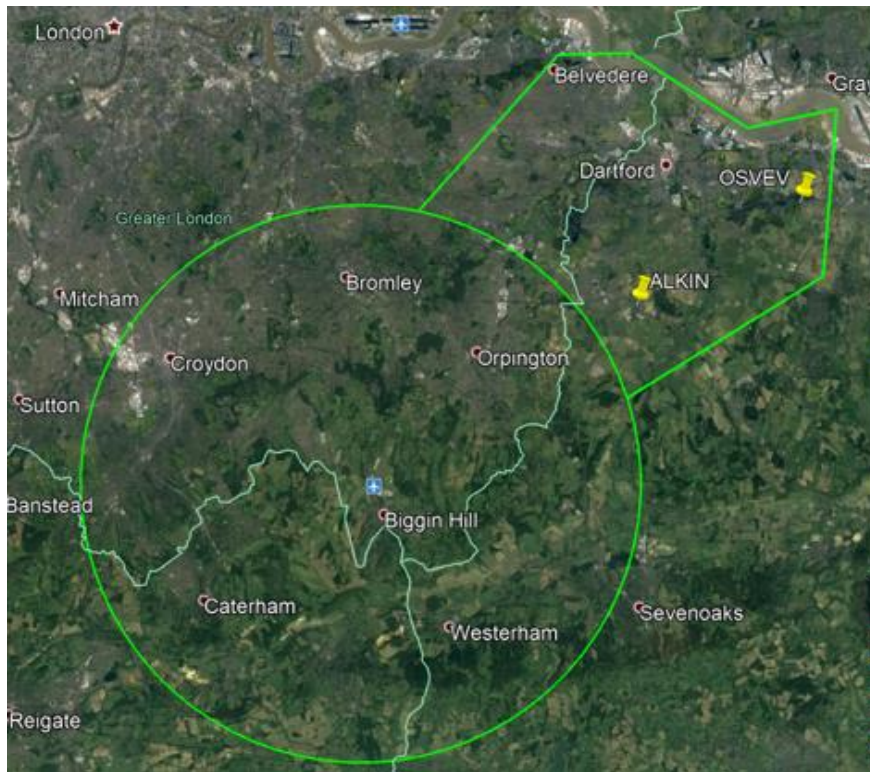 London
Belvedere
Gray
Dartford
OSVEV
Greater London
Bromley
ALKIN
Mitcham
Croydon
Orpington
Sutton
Banstead
Biggin Hill
Caterham
Sevenoaks
Westerham
Reigate